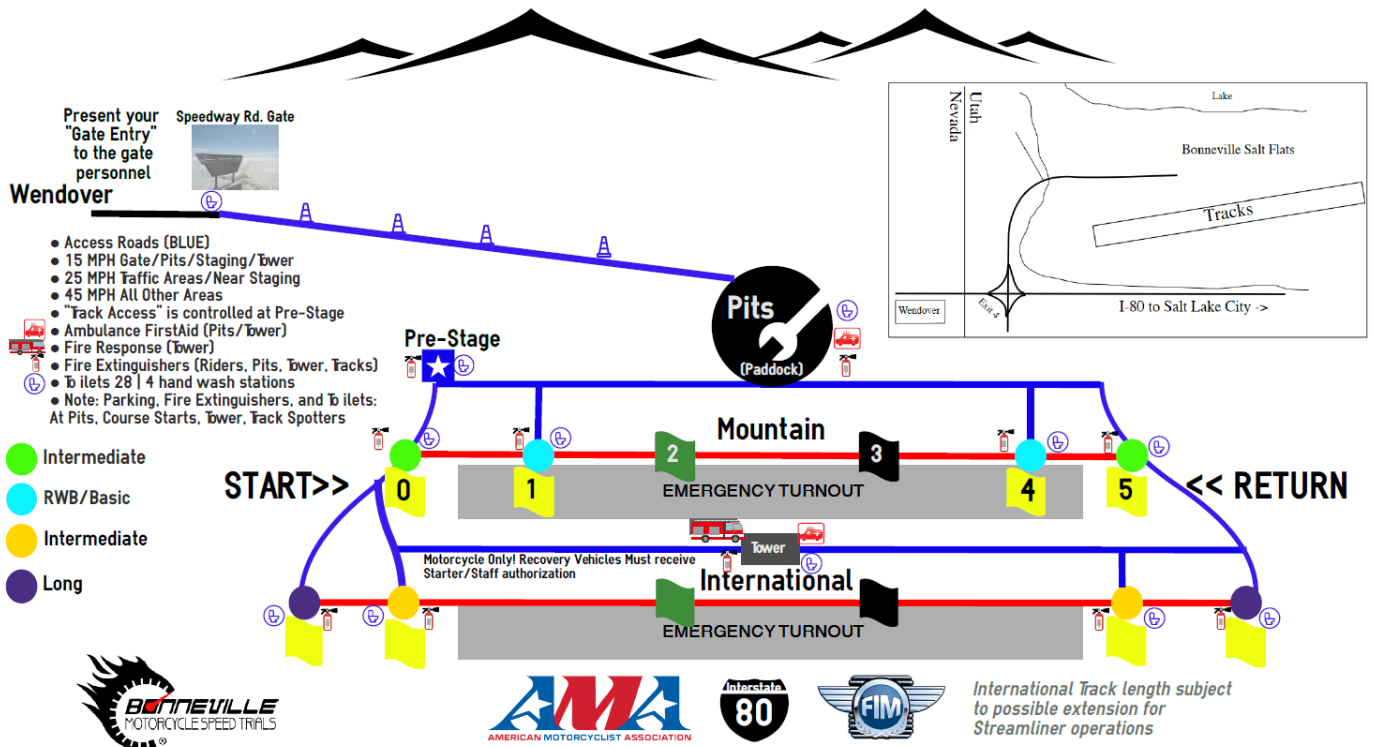 Present your
"Gate Entry"
to the gate
personnel
Speedway Rd. Gate
Wendover
● Access Roads (BLUE)
● 15 MPH Gate/Pits/Staging/Tower
● 25 MPH Traffic Areas/Near Staging
● 45 MPH All Other Areas
● "Track Access" is controlled at Pre-Stage
● Ambulance FirstAid (Pits/Tower)
● Fire Response (Tower)
● Fire Extinguishers (Riders, Pits, Tower, Tracks)
● To ilets 28 | 4 hand wash stations
● Note: Parking, Fire Extinguishers, and To ilets:
At Pits, Course Starts, Tower, Track Spotters
Intermediate
RWB/Basic
Intermediate
Long
Utah
Nevada
Lake
Bonneville Salt Flats
Tracks
Wendover
Exit 4
I-80 to Salt Lake City ->
Pits
(Paddock)
Pre-Stage
Mountain
START>>
0
1
2
3
4
5
<< RETURN
EMERGENCY TURNOUT
Tower
Motorcycle Only! Recovery Vehicles Must receive
Starter/Staff authorization
International
EMERGENCY TURNOUT
BONNEVILLE
MOTORCYCLE SPEED TRIALS
®
AMA
AMERICAN MOTORCYCLIST ASSOCIATION
Interstate
80
FIM
International Track length subject
to possible extension for
Streamliner operations